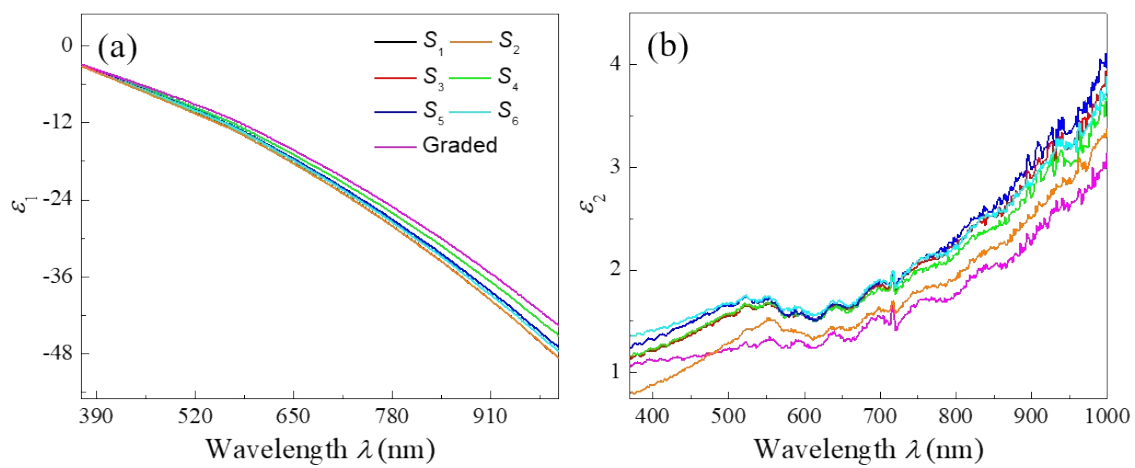 (a)
S1 S2
S3 S4
S5 S6
Graded
0
-12
-24
-36
-48
ε1
390 520 650 780 910
Wavelength λ (nm)
(b)
4
3
2
1
ε2
400 500 600 700 800 900 1000
Wavelength λ (nm)